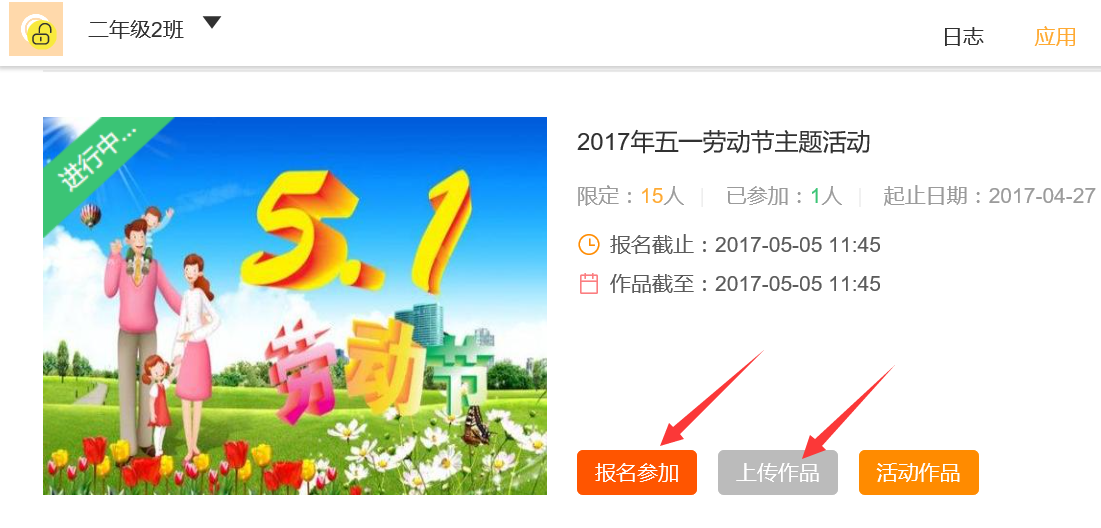 二年级2班
日志
应用
进行中...
5.1
劳动节
2017年五一劳动节主题活动
限定：15人 已参加：1人 起止日期：2017-04-27
报名截止：2017-05-05 11:45
作品截至：2017-05-05 11:45
报名参加
上传作品
活动作品